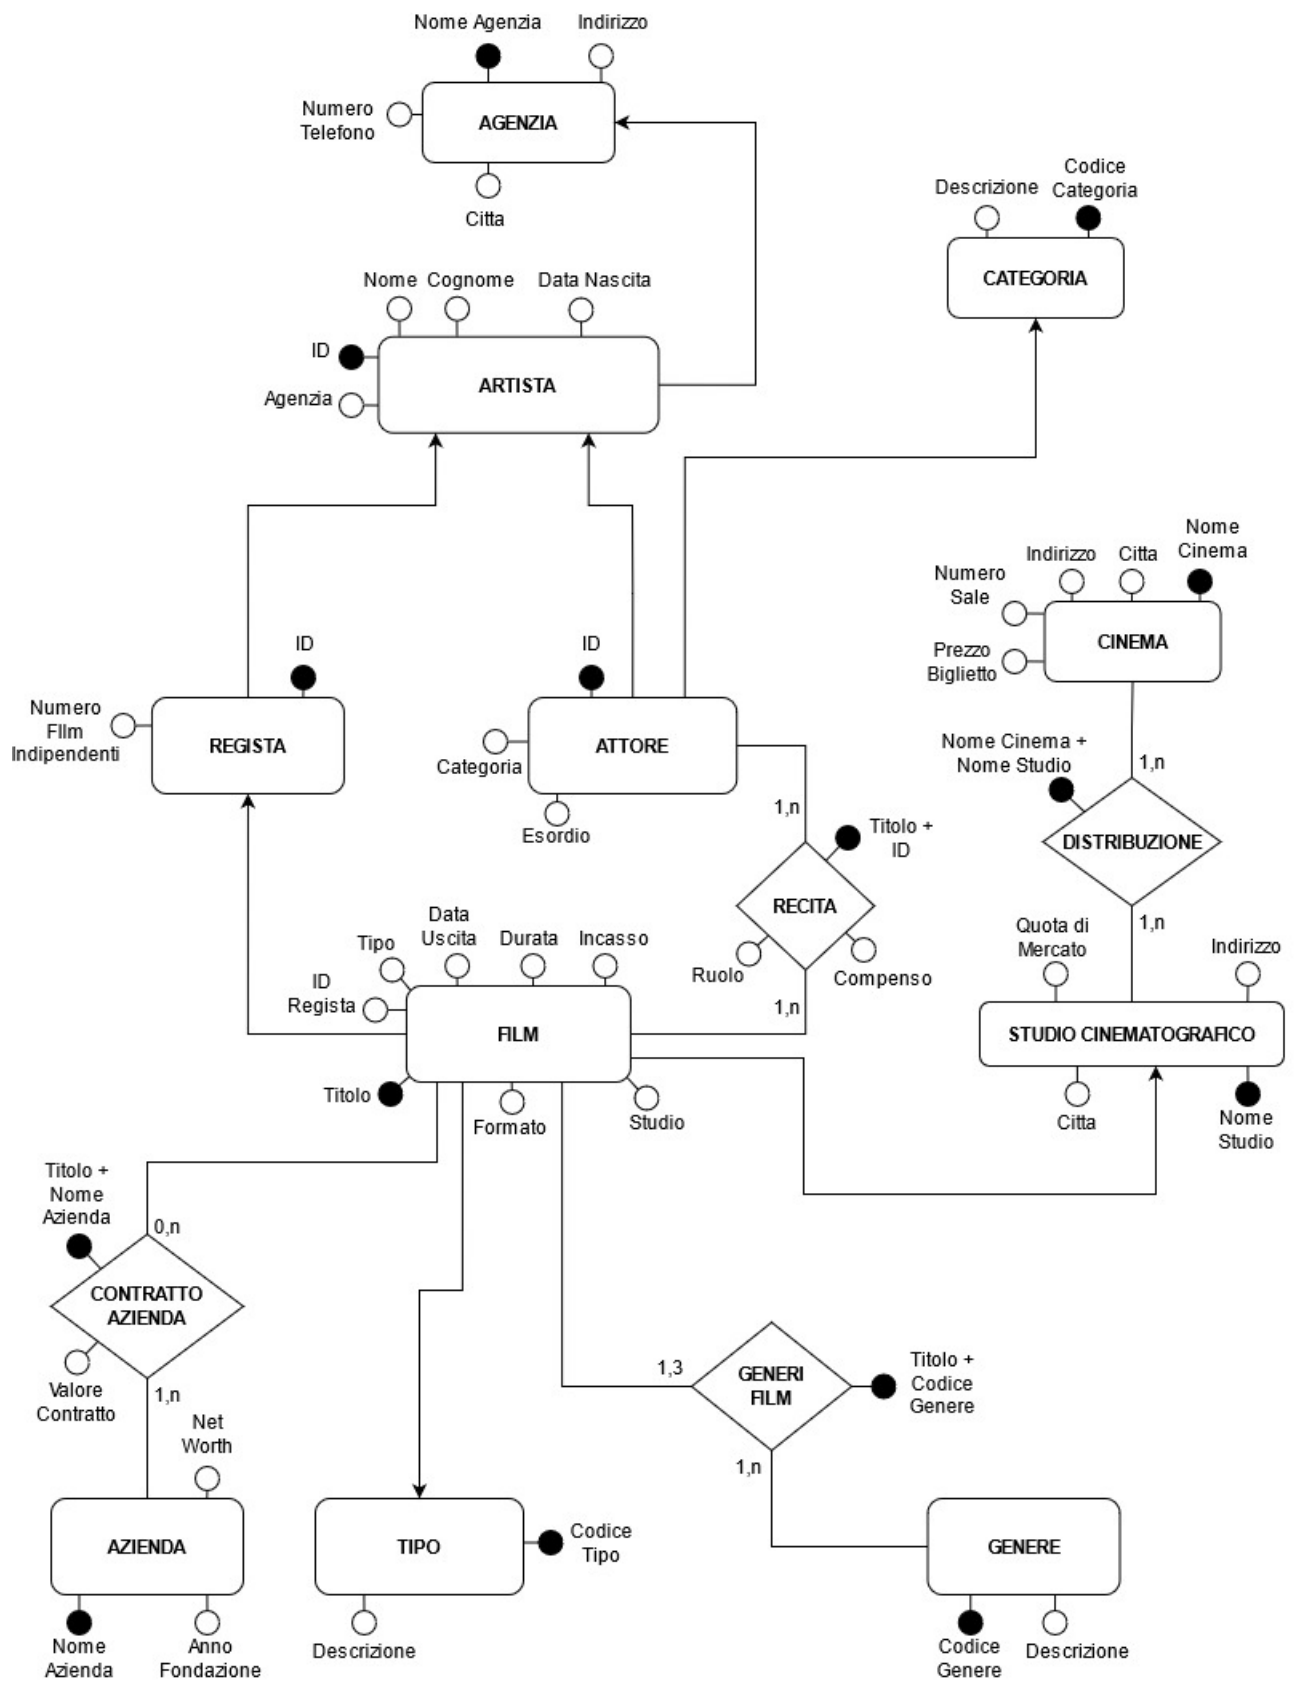 Nome Agenzia
Indirizzo
Numero
Telefono
AGENZIA
Citta
Descrizione
Codice
Categoria
CATEGORIA
Nome
Cognome
Data Nascita
ID
Agenzia
ARTISTA
Nome
Cinema
Indirizzo
Citta
Numero
Sale
Prezzo
Biglietto
CINEMA
ID
Numero
FIlm
Indipendenti
REGISTA
ID
Categoria
ATTORE
Esordio
Nome Cinema +
Nome Studio
1,n
DISTRIBUZIONE
1,n
1,n
Titolo +
ID
RECITA
Ruolo
Compenso
1,n
Quota di
Mercato
Indirizzo
STUDIO CINEMATOGRAFICO
Citta
Nome
Studio
Data
Uscita
Durata
Incasso
Tipo
ID
Regista
FILM
Titolo
Formato
Studio
Titolo +
Nome
Azienda
0,n
CONTRATTO
AZIENDA
Valore
Contratto
1,n
1,3
GENERI
FILM
Titolo +
Codice
Genere
1,n
Net
Worth
AZIENDA
Nome
Azienda
Anno
Fondazione
TIPO
Codice
Tipo
Descrizione
GENERE
Codice
Genere
Descrizione